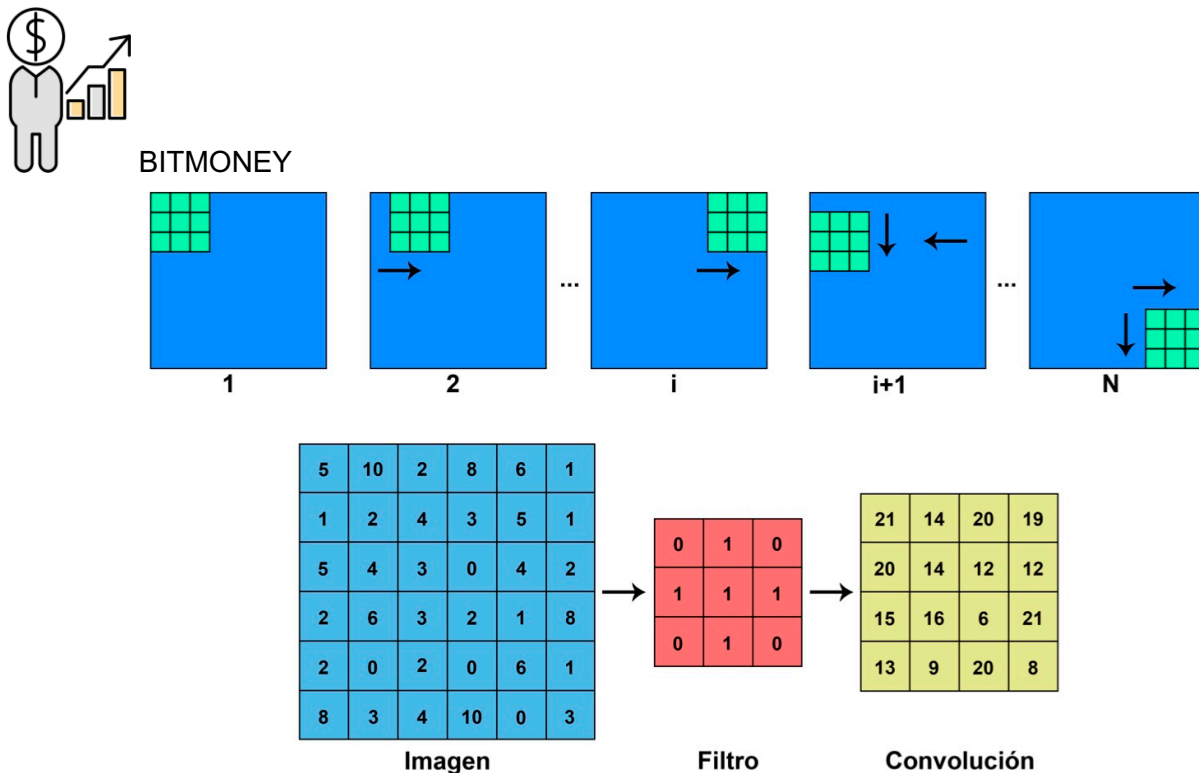 $
BITMONEY
... ...
1 2 i i+1 N
5 10 2 8 6 1
1 2 4 3 5 1
5 4 3 0 4 2
2 6 3 2 1 8
2 0 2 0 6 1
8 3 4 10 0 3
0 1 0
1 1 1
0 1 0
21 14 20 19
20 14 12 12
15 16 6 21
13 9 20 8
Imagen Filtro Convolución